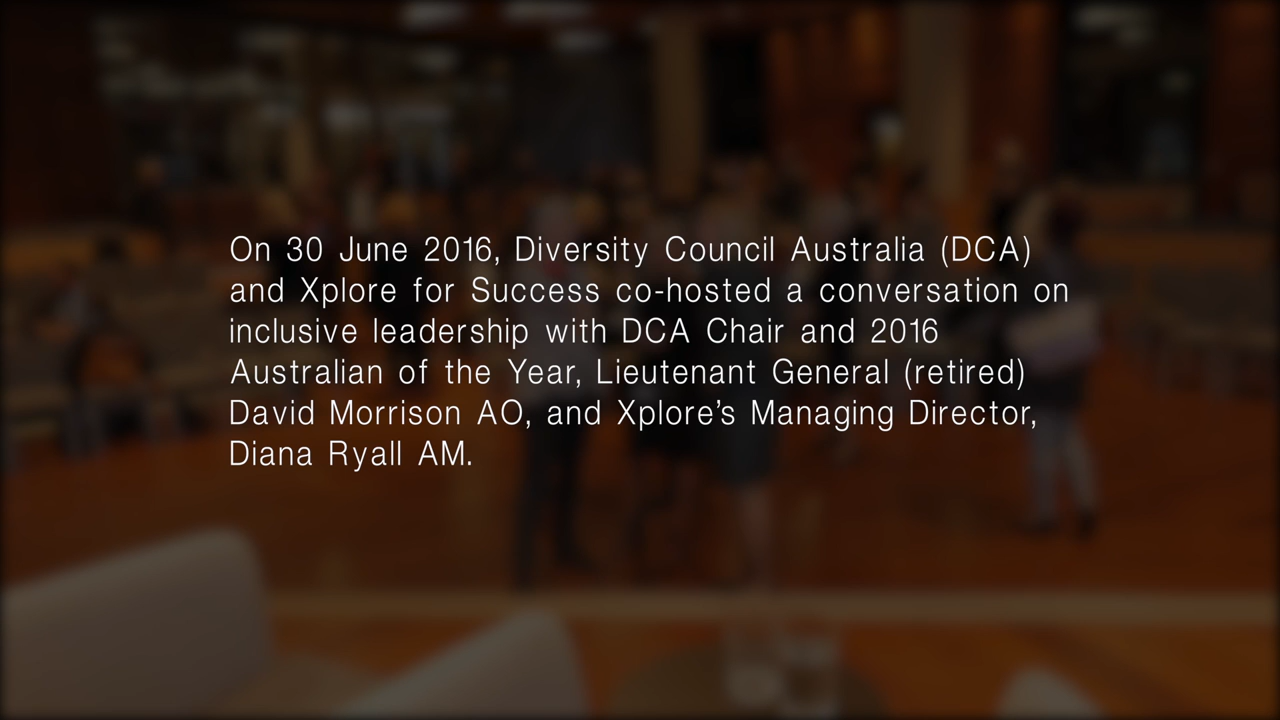 On 30 June 2016, Diversity Council Australia (DCA)
and Xplore for Success co-hosted a conversation on
inclusive leadership with DCA Chair and 2016
Australian of the Year, Lieutenant General (retired)
David Morrison AO, and Xplore’s Managing Director,
Diana Ryall AM.